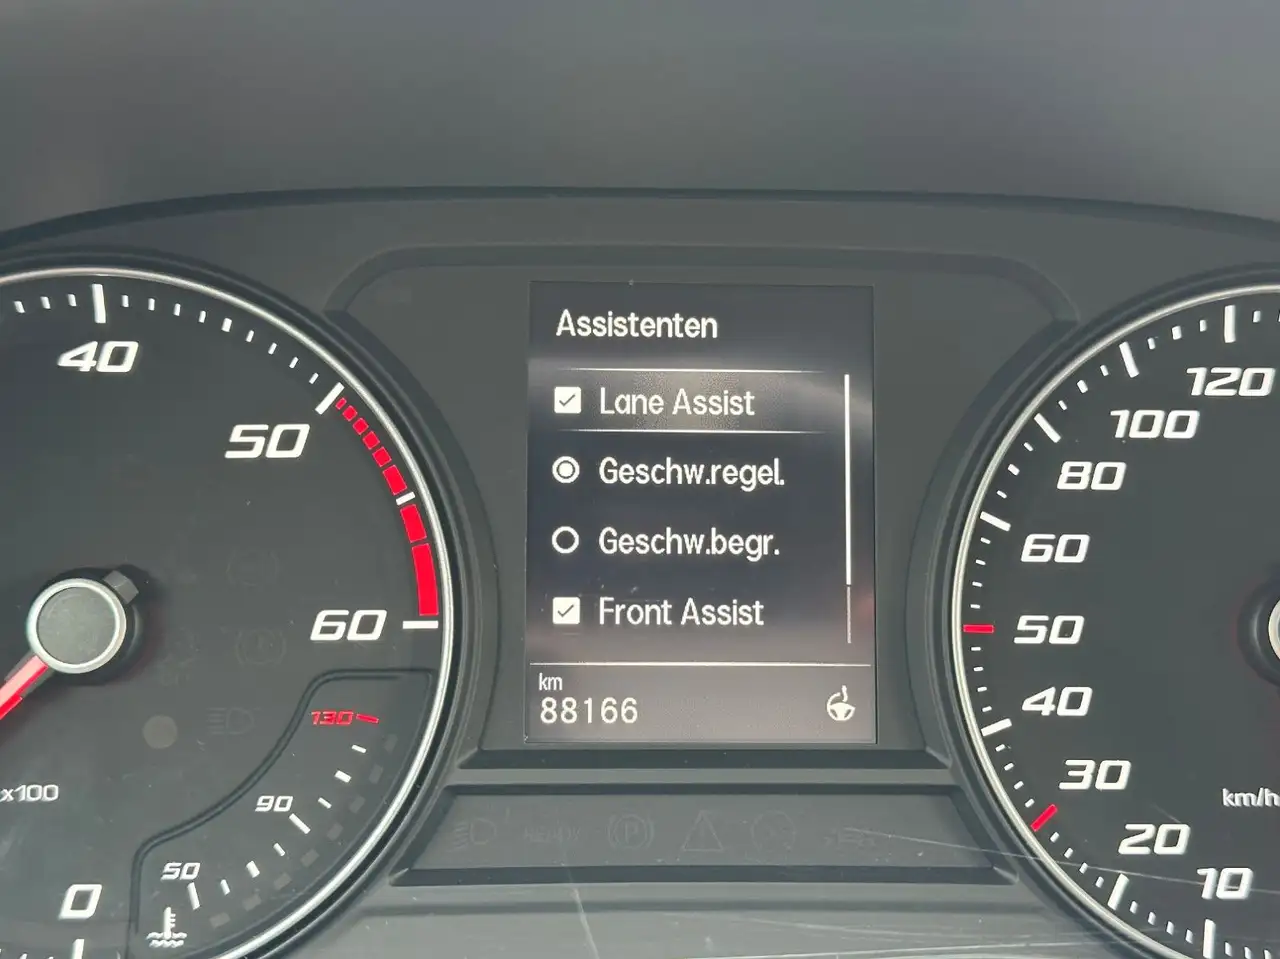 Assistenten
Lane Assist
Geschw.regel.
Geschw.begr.
Front Assist
km
88166
40
50
60
130
90
50
0
x100
120
100
80
60
50
40
30
20
10
km/h